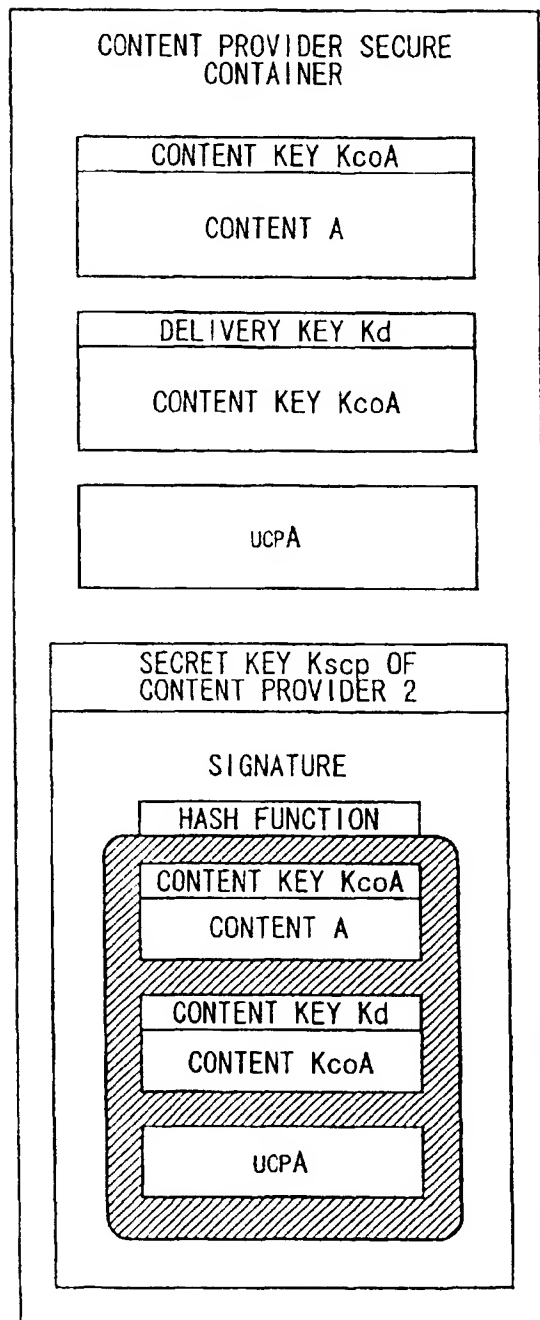 CONTENT PROVIDER SECURE
CONTAINER
CONTENT KEY KcoA
CONTENT A
DELIVERY KEY Kd
CONTENT KEY KcoA
UCPA
SECRET KEY Kscp OF
CONTENT PROVIDER 2
SIGNATURE
HASH FUNCTION
CONTENT KEY KcoA
CONTENT A
CONTENT KEY Kd
CONTENT KcoA
UCPA